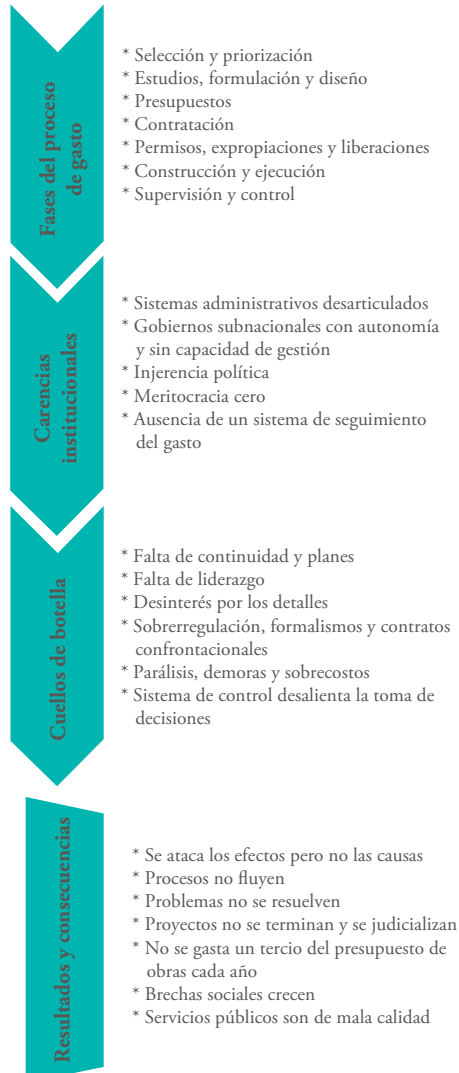 Fases del proceso
de gasto
* Selección y priorización
* Estudios, formulación y diseño
* Presupuestos
* Contratación
* Permisos, expropiaciones y liberaciones
* Construcción y ejecución
* Supervisión y control
Carencias
institucionales
* Sistemas administrativos desarticulados
* Gobiernos subnacionales con autonomía
y sin capacidad de gestión
* Injerencia política
* Meritocracia cero
* Ausencia de un sistema de seguimiento
del gasto
Cuellos de botella
* Falta de continuidad y planes
* Falta de liderazgo
* Desinterés por los detalles
* Sobrerregulación, formalismos y contratos
confrontacionales
* Parálisis, demoras y sobrecostos
* Sistema de control desalienta la toma de
decisiones
Resultados y consecuencias
* Se ataca los efectos pero no las causas
* Procesos no fluyen
* Problemas no se resuelven
* Proyectos no se terminan y se judicializan
* No se gasta un tercio del presupuesto de
obras cada año
* Brechas sociales crecen
* Servicios públicos son de mala calidad